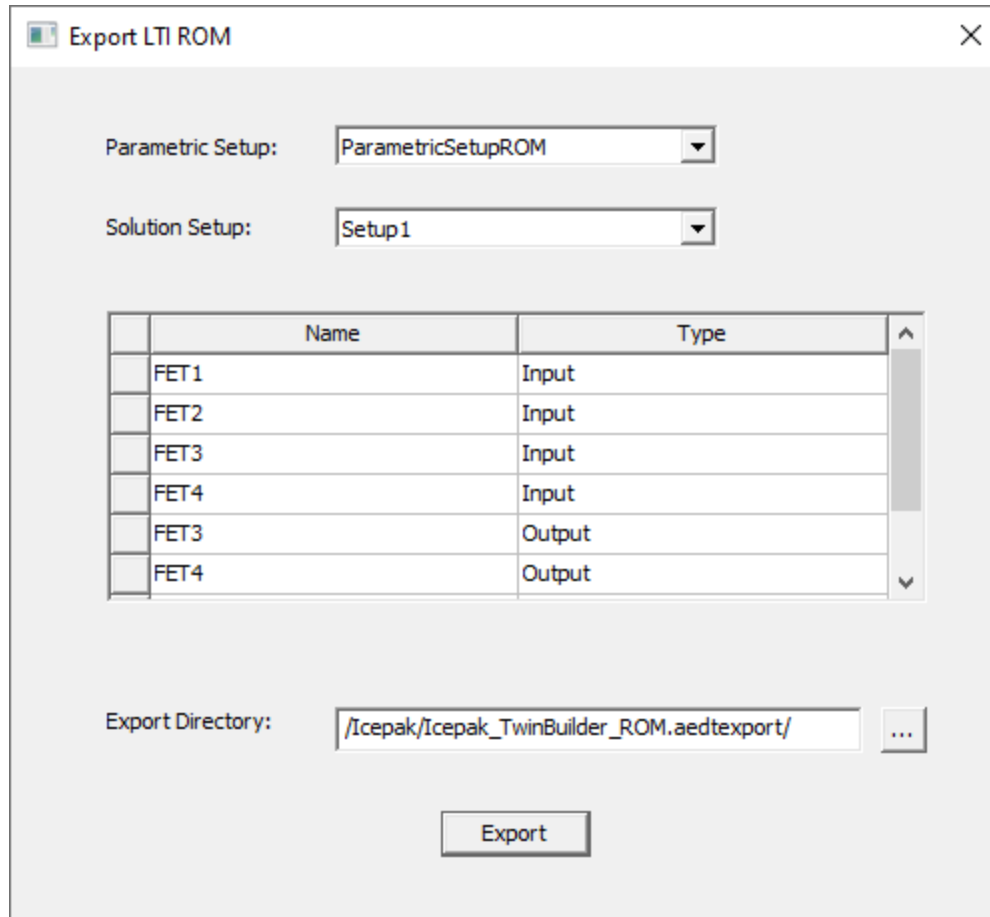 Export LTI ROM
Parametric Setup: ParametricSetupROM
Solution Setup: Setup1
Name Type
FET1 Input
FET2 Input
FET3 Input
FET4 Input
FET3 Output
FET4 Output
Export Directory: /Icepak/Icepak_TwinBuilder_ROM.aedtexport/ ...
Export